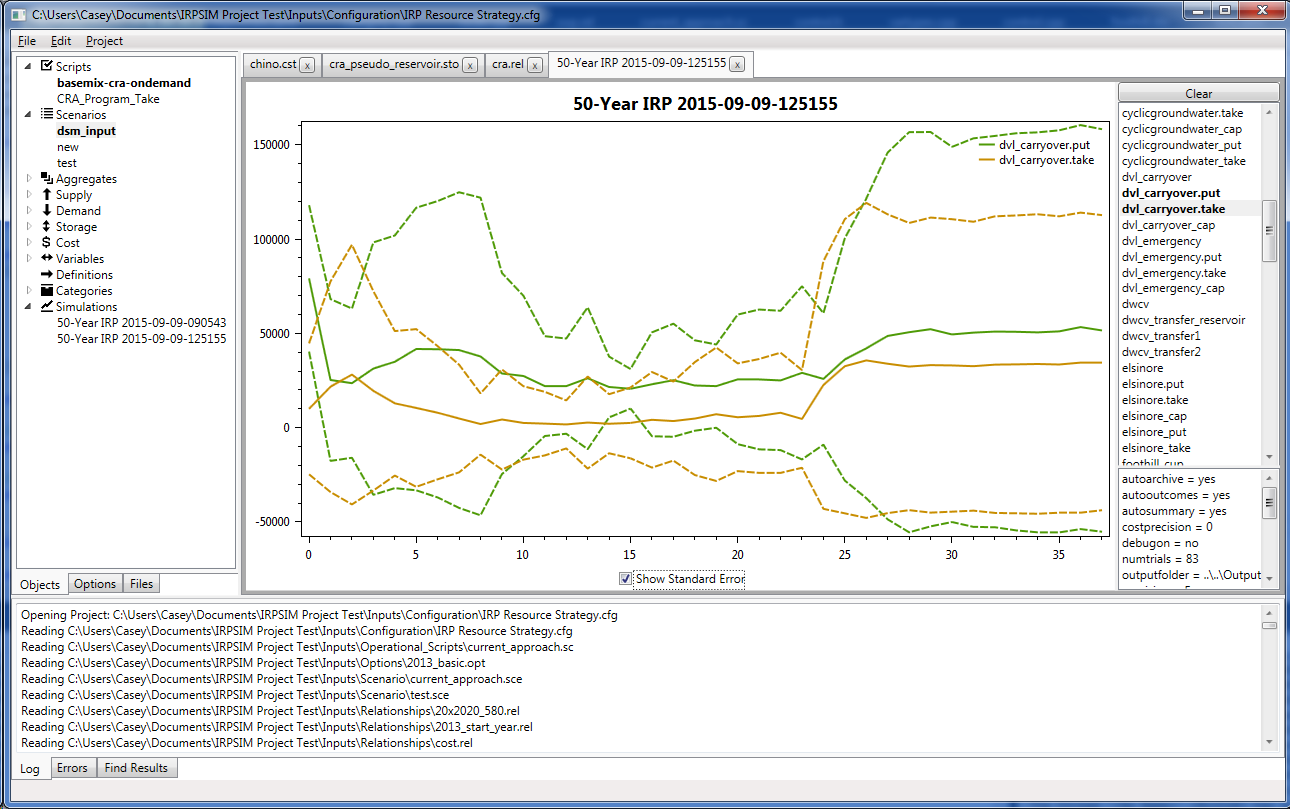 C:\Users\Casey\Documents\IRPSIM Project Test\Inputs\Configuration\IRP Resource Strategy.cfg
File Edit Project
Scripts
basemix-cra-ondemand
CRA_Program_Take
Scenarios
dsm_input
new
test
Aggregates
Supply
Demand
Storage
Cost
Variables
Definitions
Categories
Simulations
50-Year IRP 2015-09-09-090543
50-Year IRP 2015-09-09-125155
Objects Options Files
chino.cst x cra_pseudo_reservoir.sto x cra.rel x 50-Year IRP 2015-09-09-125155 x
50-Year IRP 2015-09-09-125155
150000
100000
50000
0
-50000
0 5 10 15 20 25 30 35
dvl_carryover.put
dvl_carryover.take
Show Standard Error
Clear
cyclicgroundwater.take
cyclicgroundwater_cap
cyclicgroundwater_put
cyclicgroundwater_take
dvl_carryover
dvl_carryover.put
dvl_carryover.take
dvl_carryover_cap
dvl_emergency
dvl_emergency.put
dvl_emergency.take
dvl_emergency_cap
dwcv
dwcv_transfer_reservoir
dwcv_transfer1
dwcv_transfer2
elsinore
elsinore.put
elsinore.take
elsinore_cap
elsinore_put
elsinore_take
autoarchive = yes
autooutcomes = yes
autosummary = yes
costprecision = 0
debugon = no
numtrials = 83
outputfolder = ..\..\Output
Opening Project: C:\Users\Casey\Documents\IRPSIM Project Test\Inputs\Configuration\IRP Resource Strategy.cfg
Reading C:\Users\Casey\Documents\IRPSIM Project Test\Inputs\Configuration\IRP Resource Strategy.cfg
Reading C:\Users\Casey\Documents\IRPSIM Project Test\Inputs\Operational_Scripts\current_approach.sc
Reading C:\Users\Casey\Documents\IRPSIM Project Test\Inputs\Options\2013_basic.opt
Reading C:\Users\Casey\Documents\IRPSIM Project Test\Inputs\Scenario\current_approach.sce
Reading C:\Users\Casey\Documents\IRPSIM Project Test\Inputs\Scenario\test.sce
Reading C:\Users\Casey\Documents\IRPSIM Project Test\Inputs\Relationships\20x2020_580.rel
Reading C:\Users\Casey\Documents\IRPSIM Project Test\Inputs\Relationships\2013_start_year.rel
Reading C:\Users\Casey\Documents\IRPSIM Project Test\Inputs\Relationships\cost.rel
Log Errors Find Results